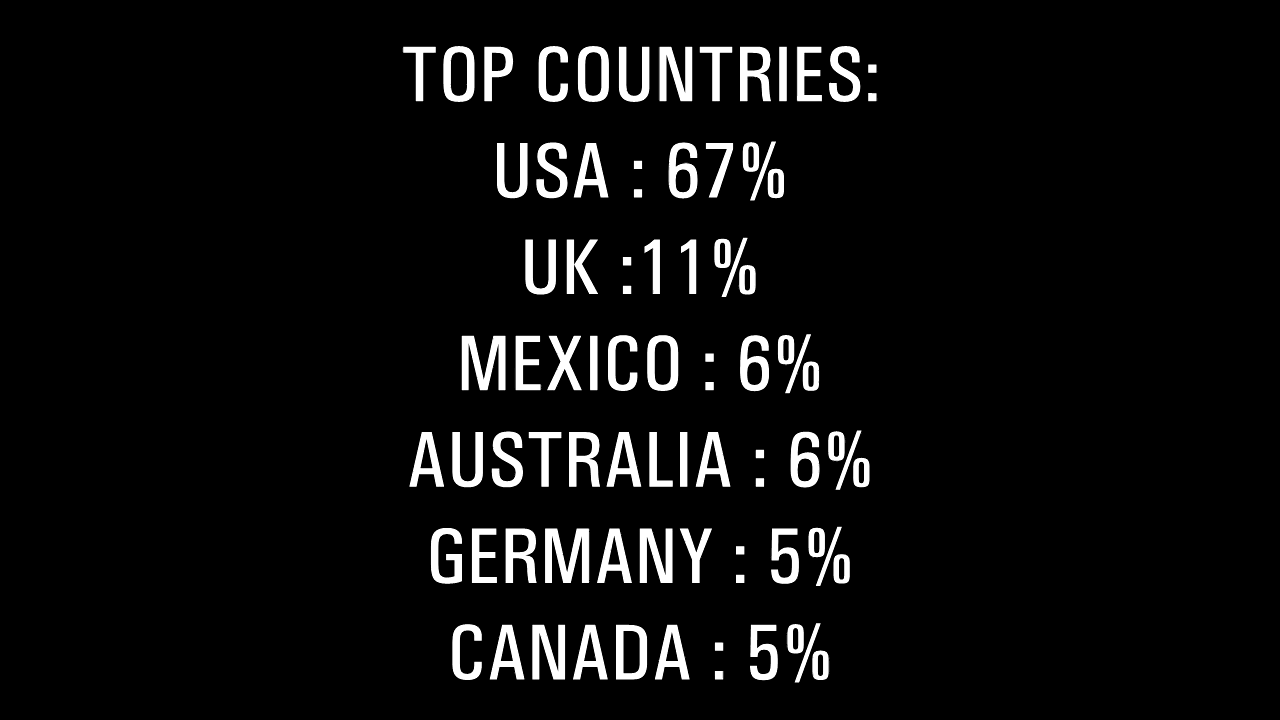 TOP COUNTRIES:
USA : 67%
UK :11%
MEXICO : 6%
AUSTRALIA : 6%
GERMANY : 5%
CANADA : 5%